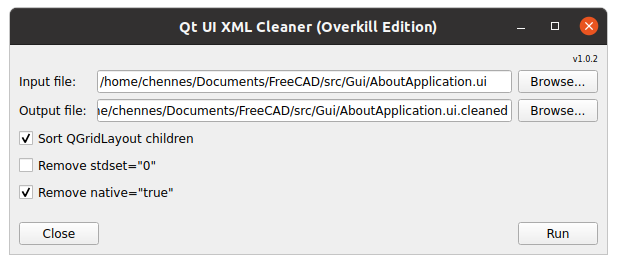 Qt UI XML Cleaner (Overkill Edition)
v1.0.2
Input file: /home/chennes/Documents/FreeCAD/src/Gui/AboutApplication.ui Browse...
Output file: ne/chennes/Documents/FreeCAD/src/Gui/AboutApplication.ui.cleaned Browse...
Sort QGridLayout children
Remove stdset="0"
Remove native="true"
Close Run